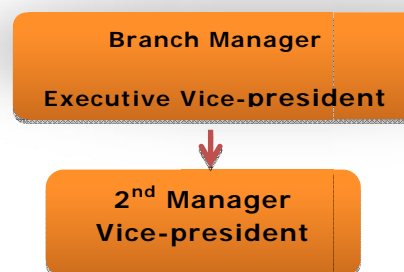 Branch Manager
Executive Vice-president
2nd Manager
Vice-president